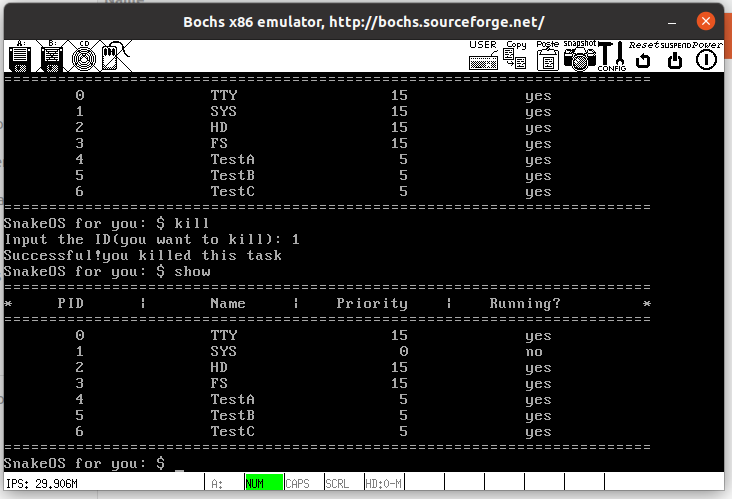 Bochs x86 emulator, http://bochs.sourceforge.net/
A: B: CD USER Copy Paste snapshot CONFIG Reset SUSPEND Power
==================================================================================
0 TTY 15 yes
1 SYS 15 yes
2 HD 15 yes
3 FS 15 yes
4 TestA 5 yes
5 TestB 5 yes
6 TestC 5 yes
==================================================================================
SnakeOS for you: $ kill
Input the ID(you want to kill): 1
Successful!you killed this task
SnakeOS for you: $ show
==================================================================================
* PID | Name | Priority | Running? *
==================================================================================
0 TTY 15 yes
1 SYS 0 no
2 HD 15 yes
3 FS 15 yes
4 TestA 5 yes
5 TestB 5 yes
6 TestC 5 yes
==================================================================================
SnakeOS for you: $ _
IPS: 29.906M A: NUM CAPS SCRL HD:0-M